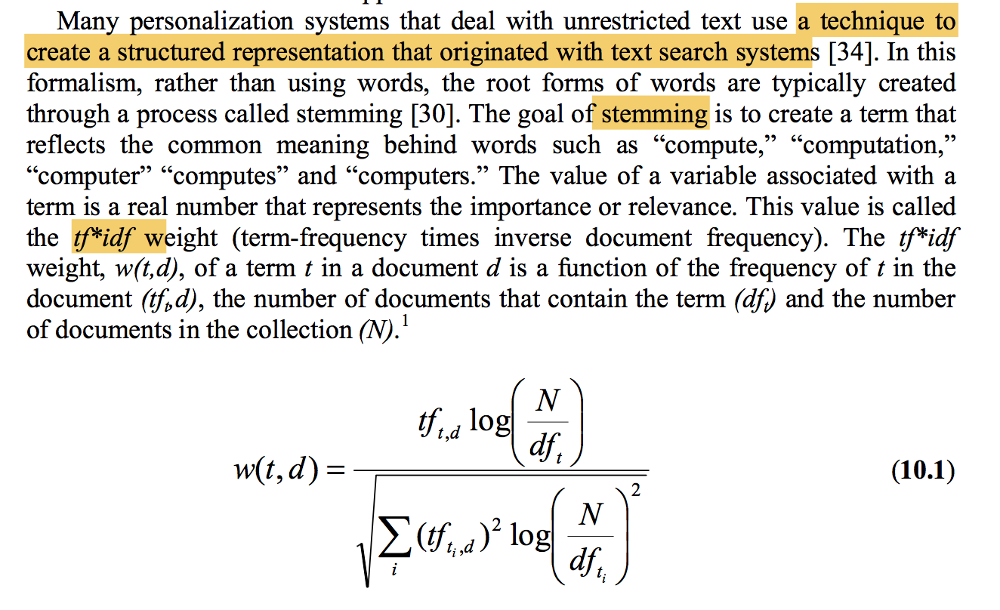 Many personalization systems that deal with unrestricted text use a technique to
create a structured representation that originated with text search systems [34]. In this
formalism, rather than using words, the root forms of words are typically created
through a process called stemming [30]. The goal of stemming is to create a term that
reflects the common meaning behind words such as “compute,” “computation,”
“computer” “computes” and “computers.” The value of a variable associated with a
term is a real number that represents the importance or relevance. This value is called
the tf*idf weight (term-frequency times inverse document frequency). The tf*idf
weight, w(t,d), of a term t in a document d is a function of the frequency of t in the
document (tf_t,d), the number of documents that contain the term (df_t) and the number
of documents in the collection (N).¹
w(t,d) = \frac{tf_{t,d} \log\left(\frac{N}{df_t}\right)}{\sqrt{\sum_i (tf_{t_i,d})^2 \log\left(\frac{N}{df_{t_i}}\right)^2}} (10.1)